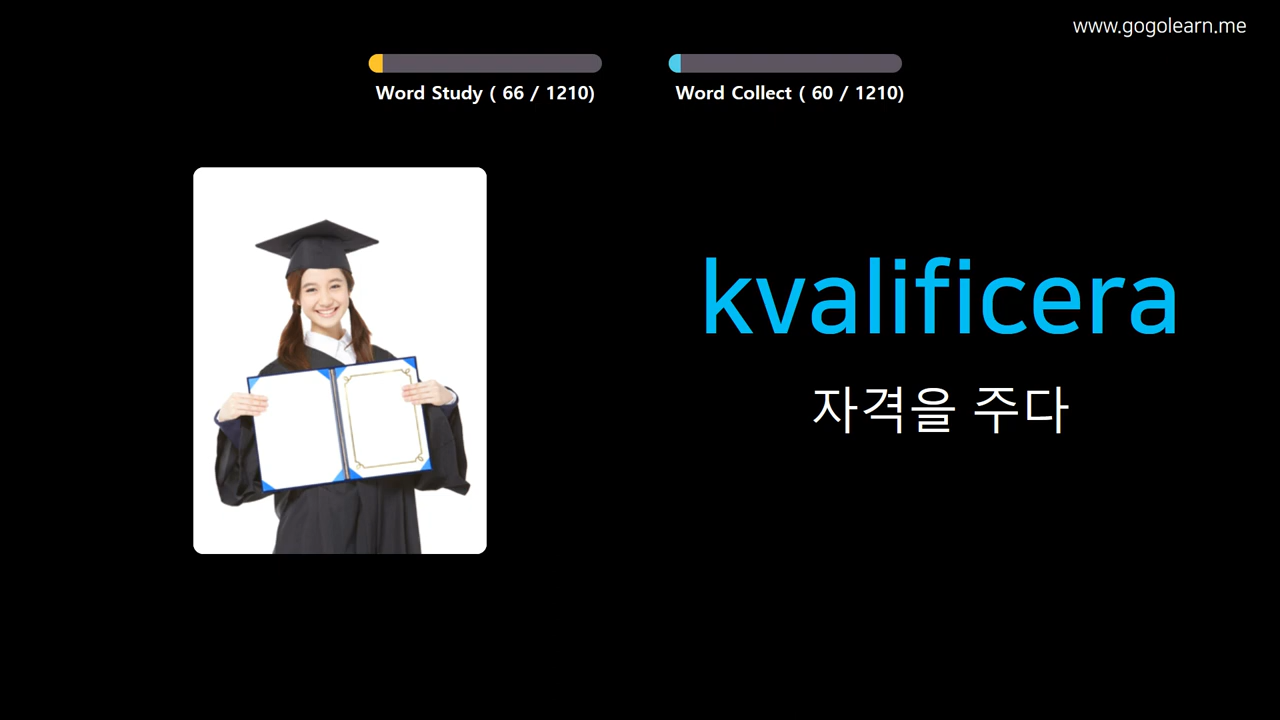 www.gogolearn.me
Word Study ( 66 / 1210)
Word Collect ( 60 / 1210)
kvalificera
자격을 주다